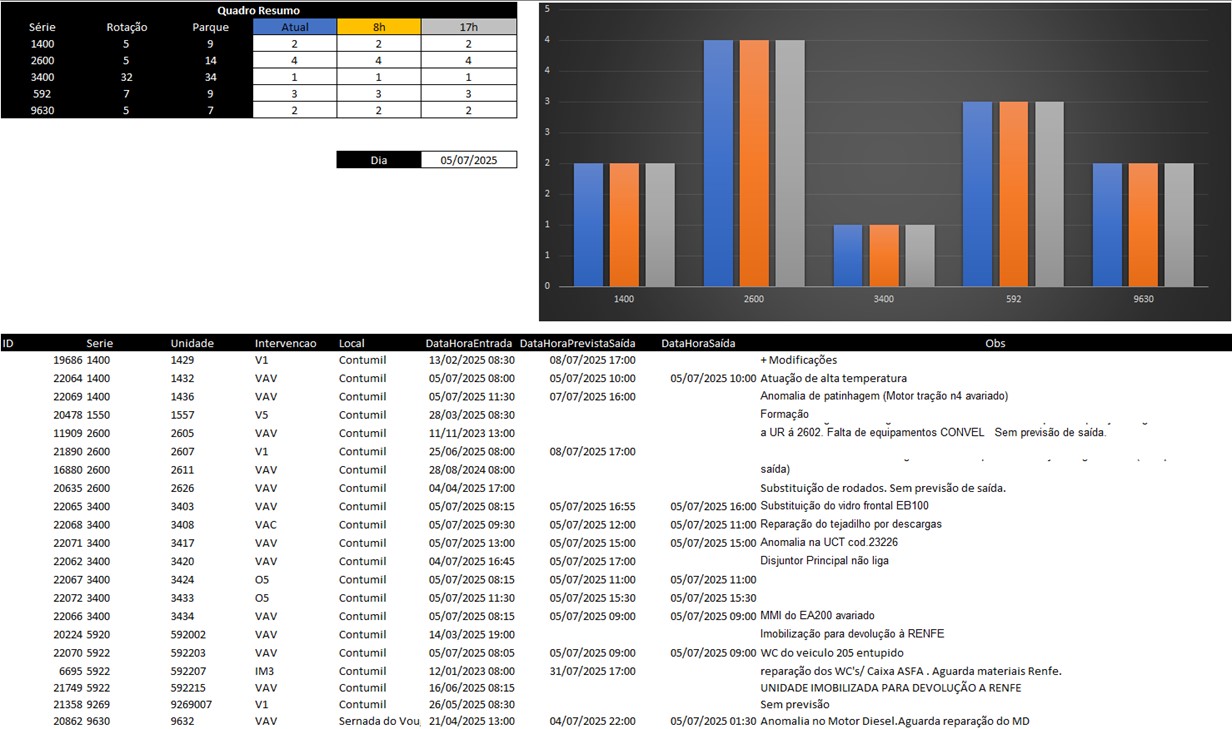 Quadro Resumo
Série Rotação Parque Atual 8h 17h
1400 5 9 2 2 2
2600 5 14 4 4 4
3400 32 34 1 1 1
592 7 9 3 3 3
9630 5 7 2 2 2
Dia 05/07/2025
5
4
4
3
3
2
2
1
1
0
1400 2600 3400 592 9630
ID Serie Unidade Intervencao Local DataHoraEntrada DataHoraPrevistaSaída DataHoraSaída Obs
19686 1400 1429 V1 Contumil 13/02/2025 08:30 08/07/2025 17:00 + Modificações
22064 1400 1432 VAV Contumil 05/07/2025 08:00 05/07/2025 10:00 05/07/2025 10:00 Atuação de alta temperatura
22069 1400 1436 VAV Contumil 05/07/2025 11:30 07/07/2025 16:00 Anomalia de patinhagem (Motor tração n4 avariado)
20478 1550 1557 V5 Contumil 28/03/2025 08:30 Formação
11909 2600 2605 VAV Contumil 11/11/2023 13:00 a UR á 2602. Falta de equipamentos CONVEL Sem previsão de saída.
21890 2600 2607 V1 Contumil 25/06/2025 08:00 08/07/2025 17:00
16880 2600 2611 VAV Contumil 28/08/2024 08:00 saída)
20635 2600 2626 VAV Contumil 04/04/2025 17:00 Substituição de rodados. Sem previsão de saída.
22065 3400 3403 VAV Contumil 05/07/2025 08:15 05/07/2025 16:55 05/07/2025 16:00 Substituição do vidro frontal EB100
22068 3400 3408 VAC Contumil 05/07/2025 09:30 05/07/2025 12:00 05/07/2025 11:00 Reparação do tejadilho por descargas
22071 3400 3417 VAV Contumil 05/07/2025 13:00 05/07/2025 15:00 05/07/2025 15:00 Anomalia na UCT cod.23226
22062 3400 3420 VAV Contumil 04/07/2025 16:45 05/07/2025 17:00 Disjuntor Principal não liga
22067 3400 3424 O5 Contumil 05/07/2025 08:15 05/07/2025 11:00 05/07/2025 11:00
22072 3400 3433 O5 Contumil 05/07/2025 11:30 05/07/2025 15:30 05/07/2025 15:30
22066 3400 3434 VAV Contumil 05/07/2025 08:15 05/07/2025 09:00 05/07/2025 09:00 MMI do EA200 avariado
20224 5920 592002 VAV Contumil 14/03/2025 19:00 Imobilização para devolução à RENFE
22070 5922 592203 VAV Contumil 05/07/2025 08:05 05/07/2025 09:00 05/07/2025 09:00 WC do veiculo 205 entupido
6695 5922 592207 IM3 Contumil 12/01/2023 08:00 31/07/2025 17:00 reparação dos WC's/ Caixa ASFA . Aguarda materiais Renfe.
21749 5922 592215 VAV Contumil 16/06/2025 08:15 UNIDADE IMOBILIZADA PARA DEVOLUÇÃO A RENFE
21358 9269 9269007 V1 Contumil 26/05/2025 08:30 Sem previsão
20862 9630 9632 VAV Sernada do Vou 21/04/2025 13:00 04/07/2025 22:00 05/07/2025 01:30 Anomalia no Motor Diesel.Aguarda reparação do MD